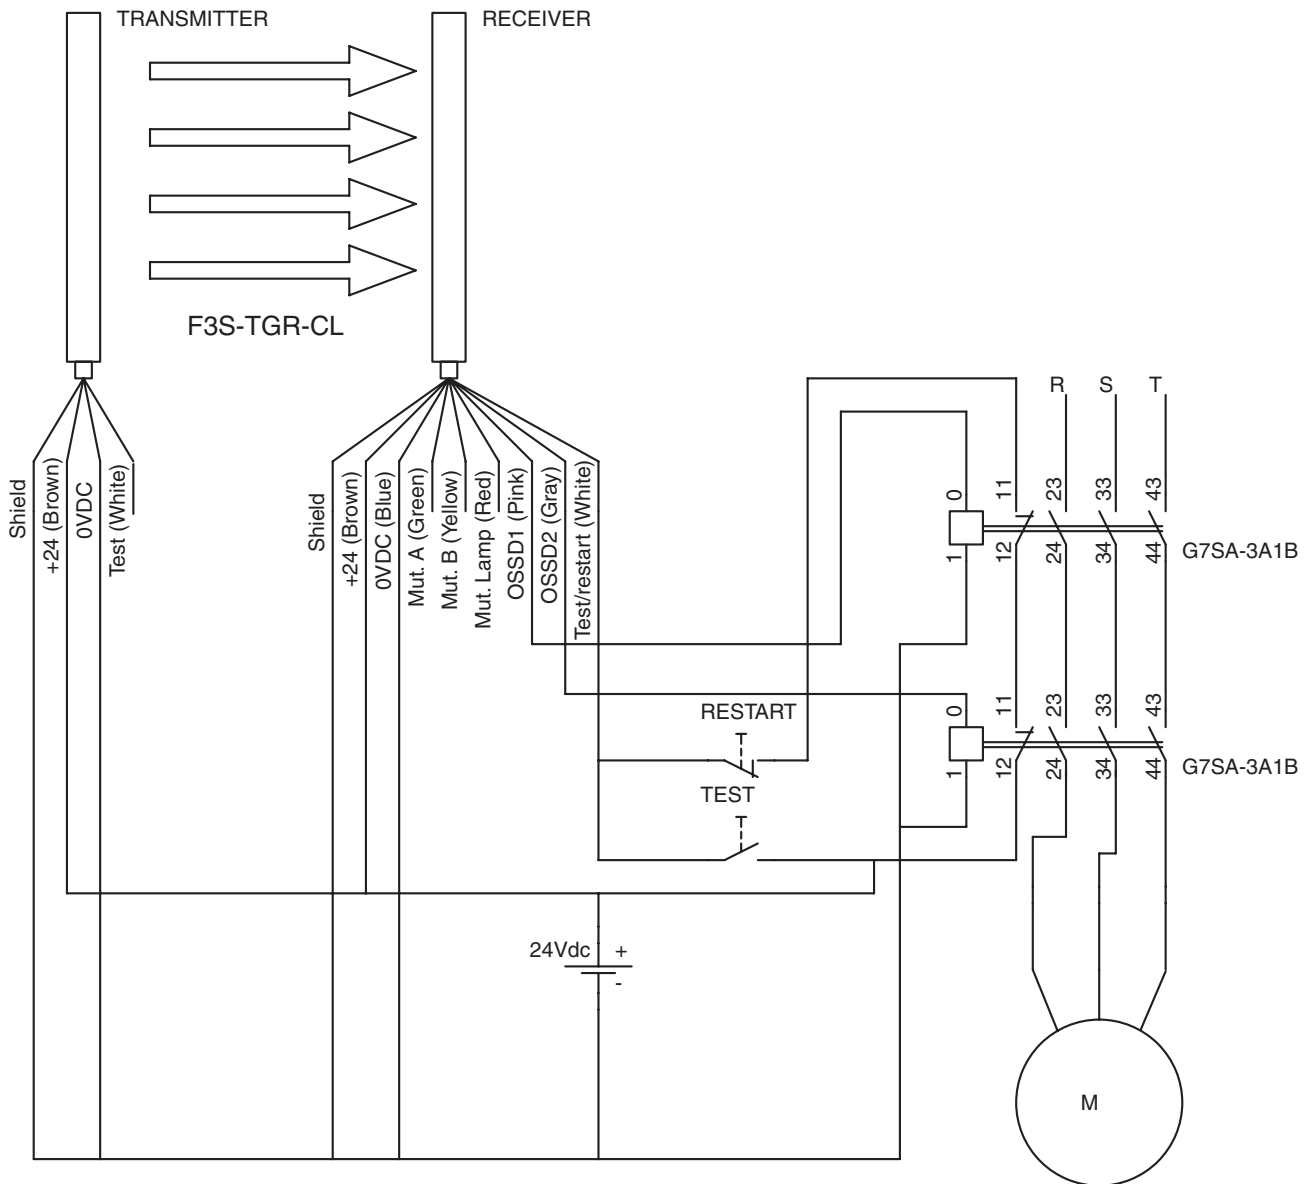 TRANSMITTER
RECEIVER
F3S-TGR-CL
Shield
+24 (Brown)
0VDC
Test (White)
Shield
+24 (Brown)
0VDC (Blue)
Mut. A (Green)
Mut. B (Yellow)
Mut. Lamp (Red)
OSSD1 (Pink)
OSSD2 (Gray)
Test/restart (White)
R S T
0 11 23 33 43
1 12 24 34 44
G7SA-3A1B
RESTART
0 11 23 33 43
1 12 24 34 44
G7SA-3A1B
TEST
24Vdc +
-
M